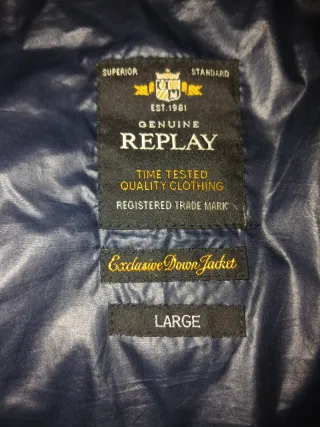 SUPERIOR STANDARD
EST. 1981
GENUINE
REPLAY
TIME TESTED
QUALITY CLOTHING
REGISTERED TRADE MARK
Exclusive Down Jacket
LARGE